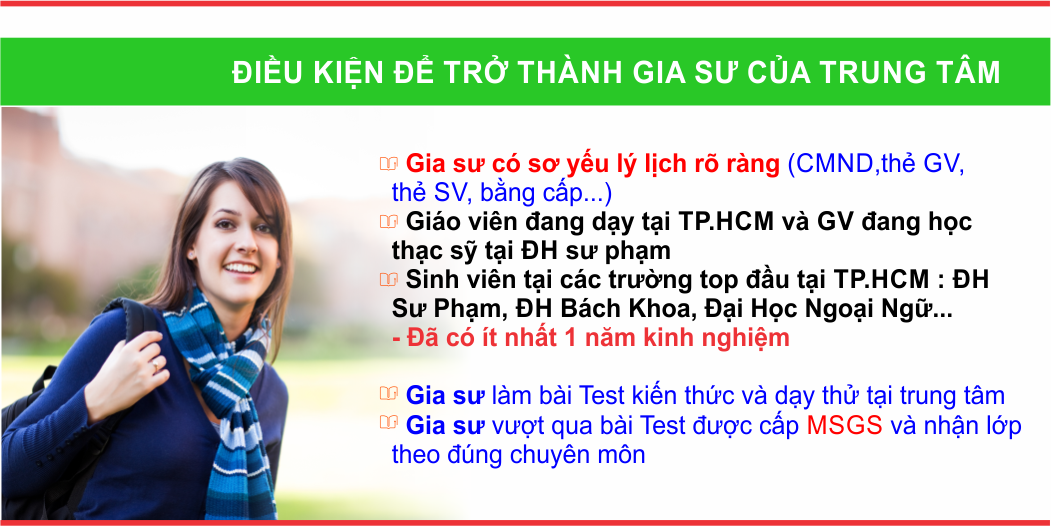 ĐIỀU KIỆN ĐỂ TRỞ THÀNH GIA SƯ CỦA TRUNG TÂM
Gia sư có sơ yếu lý lịch rõ ràng (CMND,thẻ GV,
thẻ SV, bằng cấp...)
Giáo viên đang dạy tại TP.HCM và GV đang học
thạc sỹ tại ĐH sư phạm
Sinh viên tại các trường top đầu tại TP.HCM : ĐH
Sư Phạm, ĐH Bách Khoa, Đại Học Ngoại Ngữ...
- Đã có ít nhất 1 năm kinh nghiệm
Gia sư làm bài Test kiến thức và dạy thử tại trung tâm
Gia sư vượt qua bài Test được cấp MSGS và nhận lớp
theo đúng chuyên môn